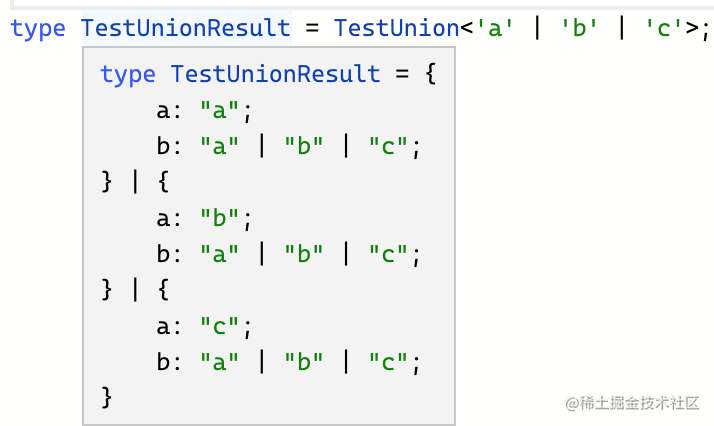 type TestUnionResult = TestUnion<'a' | 'b' | 'c'>;
type TestUnionResult = {
    a: "a";
    b: "a" | "b" | "c";
} | {
    a: "b";
    b: "a" | "b" | "c";
} | {
    a: "c";
    b: "a" | "b" | "c";
}
@稀土掘金技术社区